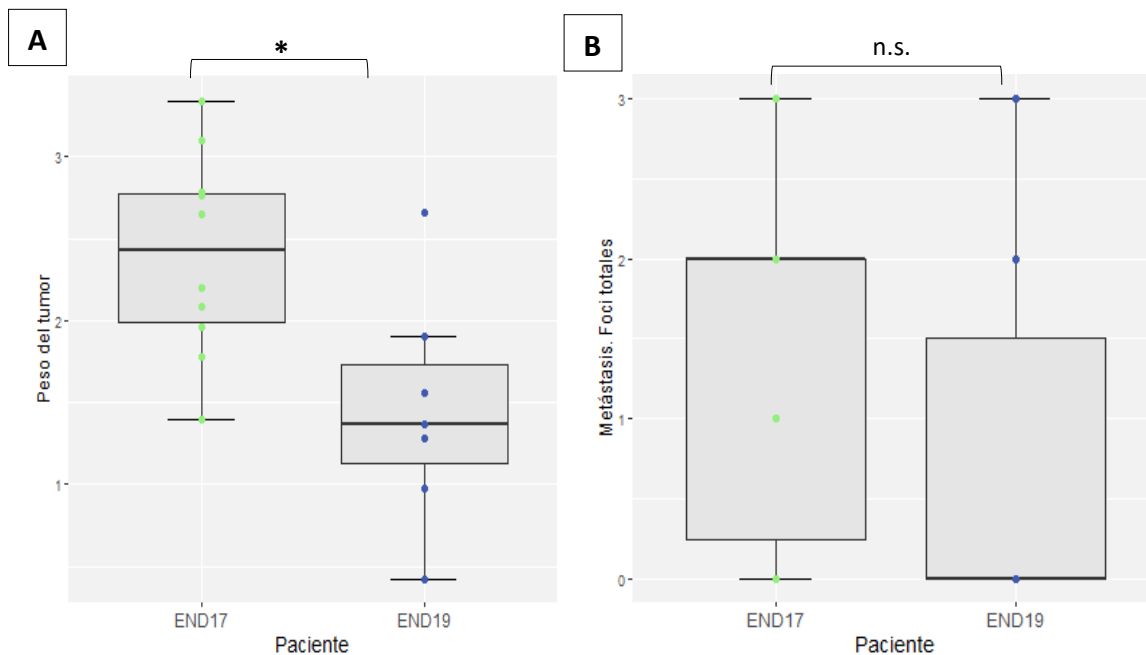 A
*
Peso del tumor
3
2
1
END17
END19
Paciente
B
n.s.
Metástasis. Foci totales
3
2
1
0
END17
END19
Paciente